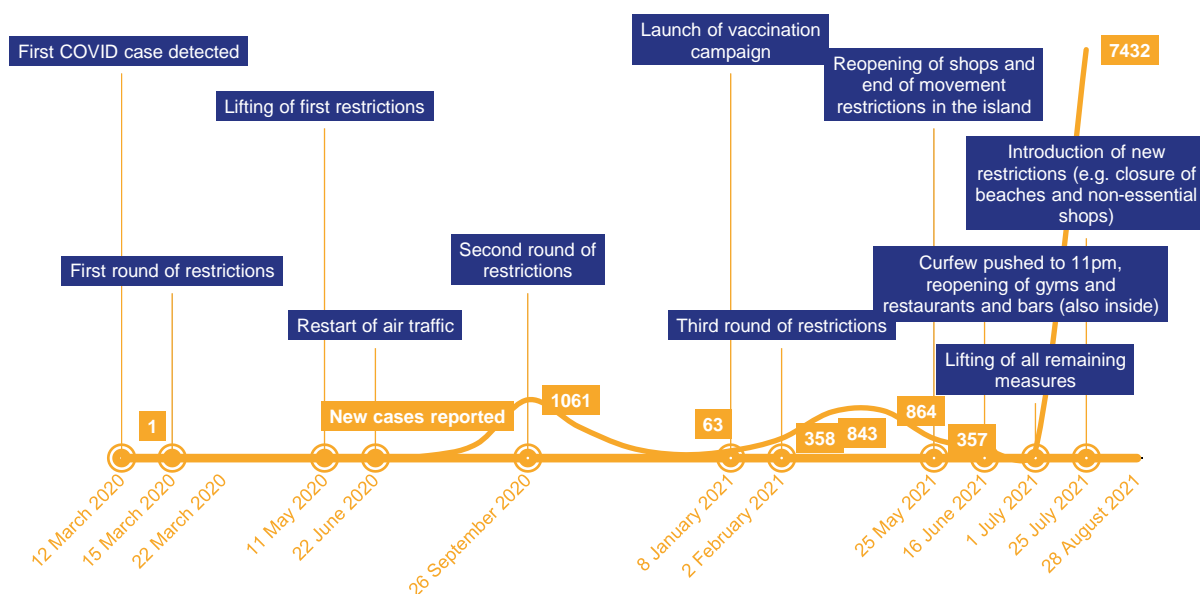 First COVID case detected
Launch of vaccination
campaign
7432
Reopening of shops and
end of movement
restrictions in the island
Lifting of first restrictions
Introduction of new
restrictions (e.g. closure of
beaches and non-essential
shops)
First round of restrictions
Second round of
restrictions
Curfew pushed to 11pm,
reopening of gyms and
restaurants and bars (also inside)
Restart of air traffic
Third round of restrictions
Lifting of all remaining
measures
1
New cases reported
1061
63
358
843
864
357
12 March 2020
15 March 2020
22 March 2020
11 May 2020
22 June 2020
26 September 2020
8 January 2021
2 February 2021
25 May 2021
16 June 2021
1 July 2021
25 July 2021
28 August 2021